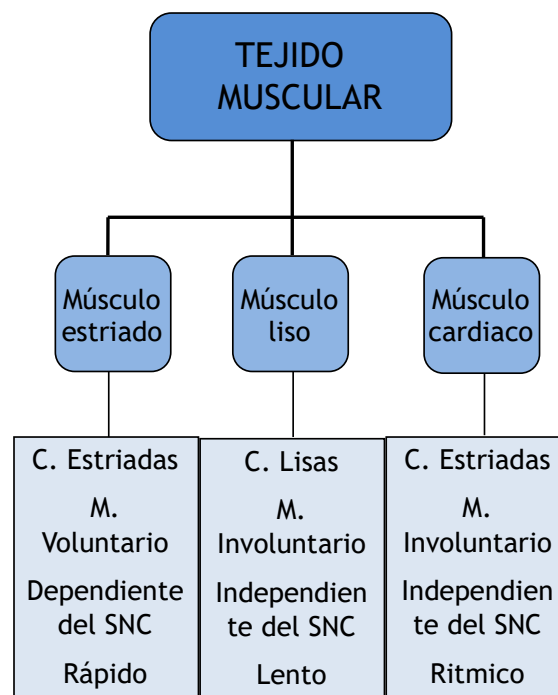 TEJIDO
MUSCULAR
Músculo
estriado
Músculo
liso
Músculo
cardiaco
C. Estriadas
M.
Voluntario
Dependiente
del SNC
Rápido
C. Lisas
M.
Involuntario
Independien
te del SNC
Lento
C. Estriadas
M.
Involuntario
Independien
te del SNC
Ritmico